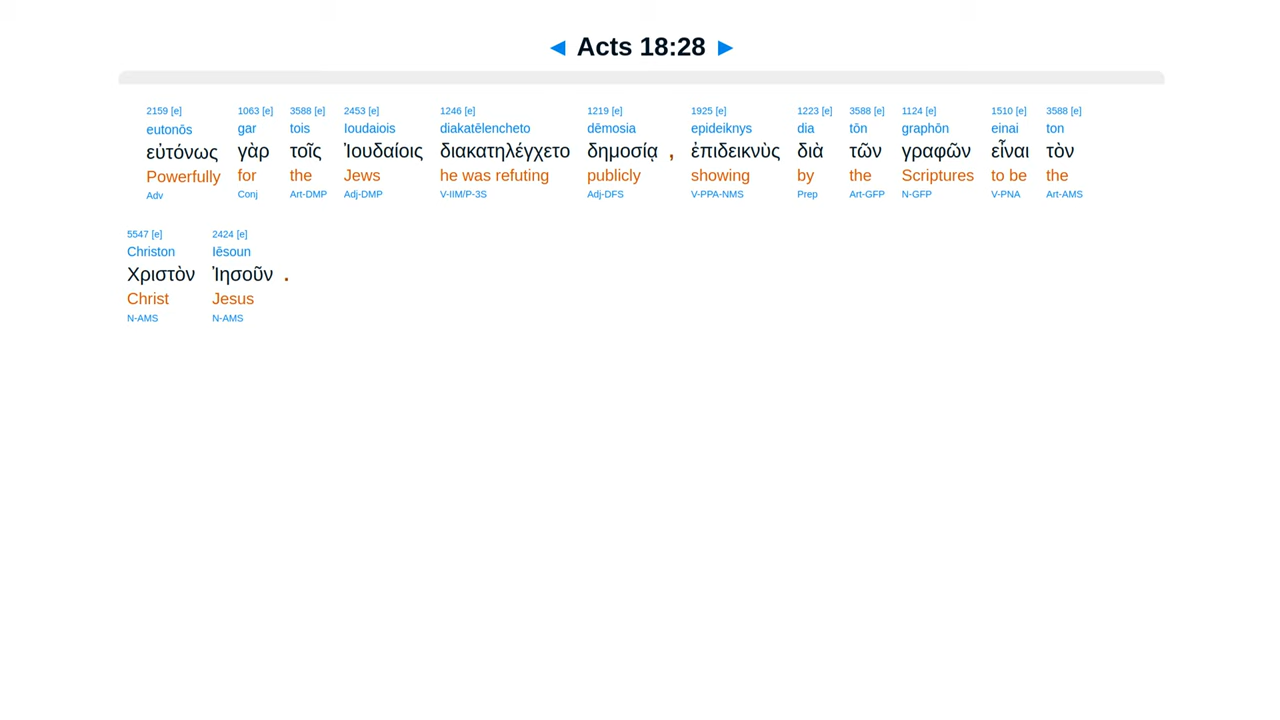 ◄ Acts 18:28 ►
2159 [e] 1063 [e] 3588 [e] 2453 [e] 1246 [e] 1219 [e] 1925 [e] 1223 [e] 3588 [e] 1124 [e] 1510 [e] 3588 [e]
eutonōs gar tois Ioudaiois diakatēlencheto dēmosia epideiknys dia tōn graphōn einai ton
εὐτόνως γὰρ τοῖς Ἰουδαίοις διακατηλέγχετο δημοσίᾳ , ἐπιδεικνὺς διὰ τῶν γραφῶν εἶναι τὸν
Powerfully for the Jews he was refuting publicly showing by the Scriptures to be the
Adv Conj Art-DMP Adj-DMP V-IIM/P-3S Adj-DFS V-PPA-NMS Prep Art-GFP N-GFP V-PNA Art-AMS
5547 [e] 2424 [e]
Christon Iēsoun
Χριστὸν Ἰησοῦν .
Christ Jesus
N-AMS N-AMS